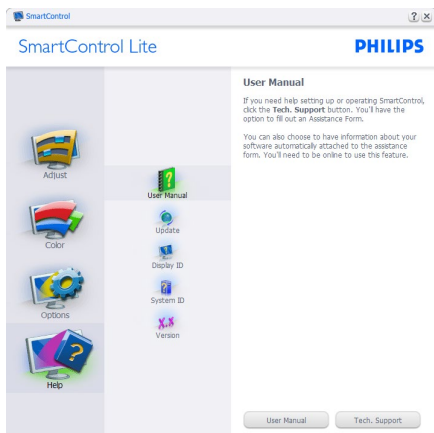 SmartControl
? X
SmartControl Lite
PHILIPS
Adjust
Color
Options
Help
User Manual
Update
Display ID
System ID
X.X
Version
User Manual
If you need help setting up or operating SmartControl,
click the Tech. Support button. You'll have the
option to fill out an Assistance Form.
You can also choose to have information about your
software automatically attached to the assistance
form. You'll need to be online to use this feature.
User Manual
Tech. Support